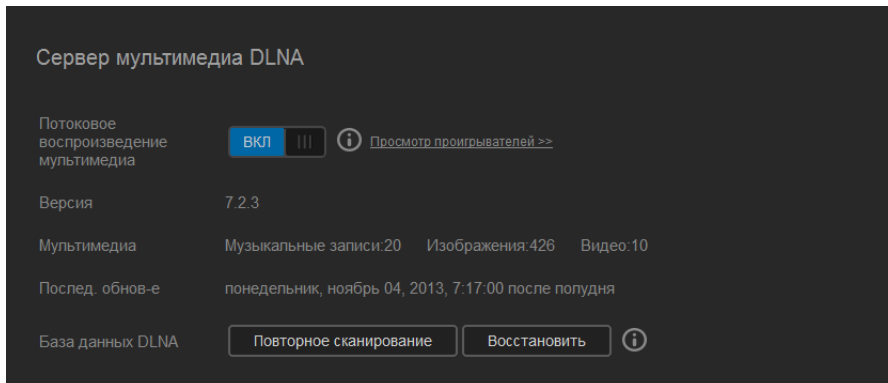 Сервер мультимедиа DLNA
Потоковое
воспроизведение
мультимедиа
ВКЛ
Просмотр проигрывателей >>
Версия 7.2.3
Мультимедиа Музыкальные записи:20 Изображения:426 Видео:10
Послед. обнов-е понедельник, ноябрь 04, 2013, 7:17:00 после полудня
База данных DLNA Повторное сканирование Восстановить